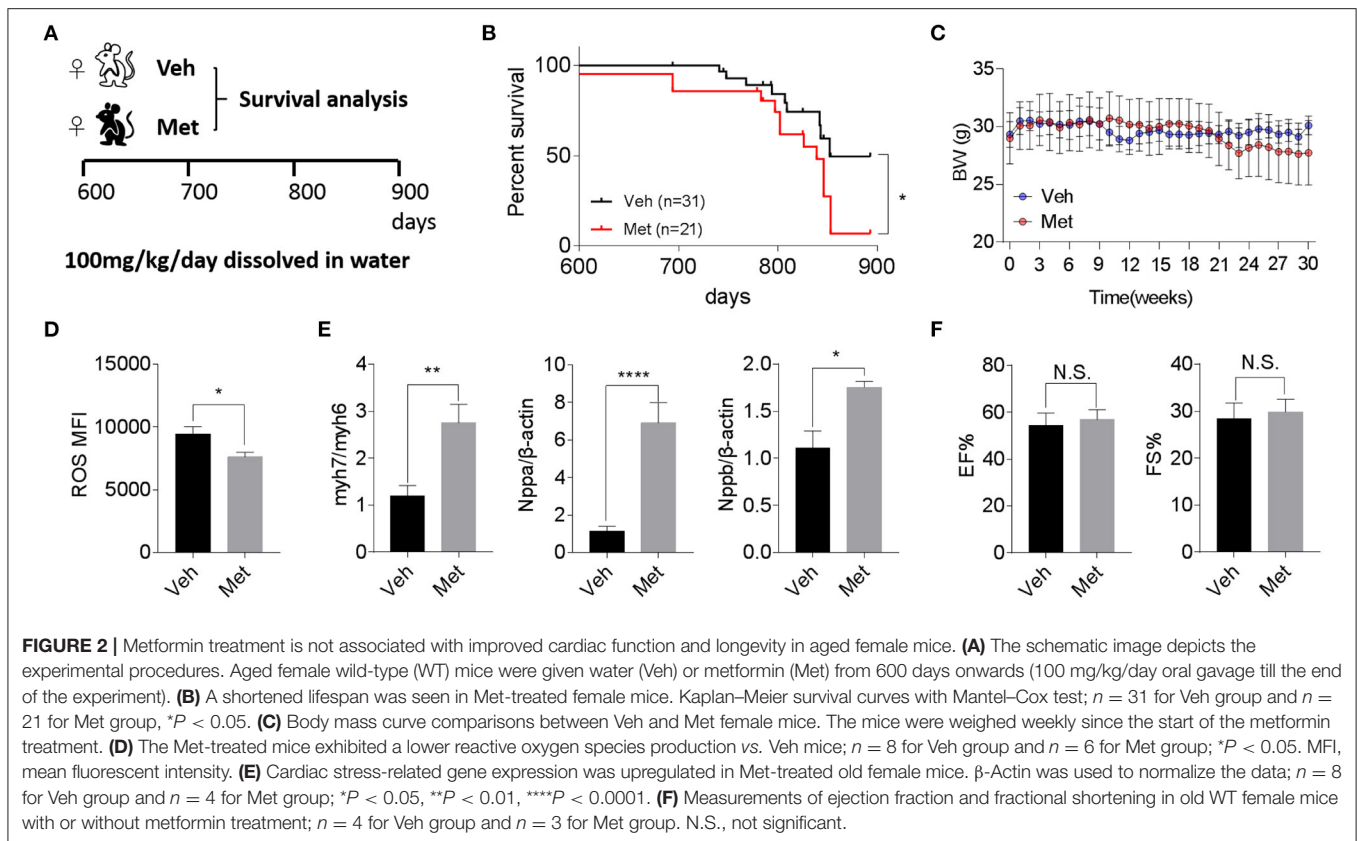 A
♀ Veh
♀ Met
Survival analysis
600 700 800 900
days
100mg/kg/day dissolved in water
B
Percent survival
100
50
0
Veh (n=31)
Met (n=21)
*
600 700 800 900
days
C
BW (g)
35
30
25
20
Veh
Met
0 3 6 9 12 15 18 21 24 27 30
Time(weeks)
D
ROS MFI
15000
10000
5000
0
*
Veh Met
E
myh7/myh6
4
3
2
1
0
**
Veh Met
Nppa/β-actin
10
8
6
4
2
0
****
Veh Met
Nppb/β-actin
2.0
1.5
1.0
0.5
0.0
*
Veh Met
F
EF%
80
60
40
20
0
N.S.
Veh Met
FS%
40
30
20
10
0
N.S.
Veh Met
FIGURE 2 | Metformin treatment is not associated with improved cardiac function and longevity in aged female mice. (A) The schematic image depicts the
experimental procedures. Aged female wild-type (WT) mice were given water (Veh) or metformin (Met) from 600 days onwards (100 mg/kg/day oral gavage till the end
of the experiment). (B) A shortened lifespan was seen in Met-treated female mice. Kaplan–Meier survival curves with Mantel–Cox test; n = 31 for Veh group and n =
21 for Met group, *P < 0.05. (C) Body mass curve comparisons between Veh and Met female mice. The mice were weighed weekly since the start of the metformin
treatment. (D) The Met-treated mice exhibited a lower reactive oxygen species production vs. Veh mice; n = 8 for Veh group and n = 6 for Met group; *P < 0.05. MFI,
mean fluorescent intensity. (E) Cardiac stress-related gene expression was upregulated in Met-treated old female mice. β-Actin was used to normalize the data; n = 8
for Veh group and n = 4 for Met group; *P < 0.05, **P < 0.01, ****P < 0.0001. (F) Measurements of ejection fraction and fractional shortening in old WT female mice
with or without metformin treatment; n = 4 for Veh group and n = 3 for Met group. N.S., not significant.